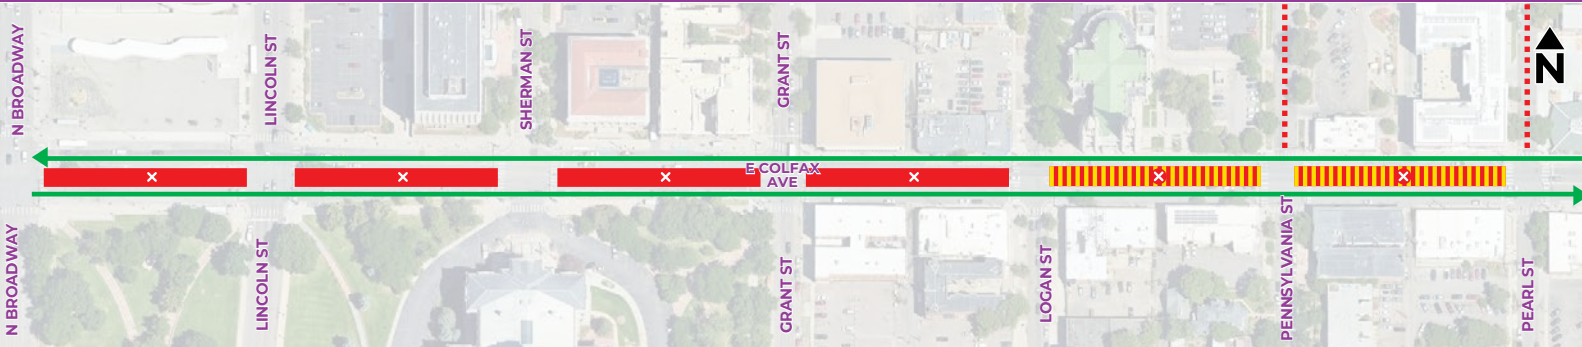 N BROADWAY
LINCOLN ST
SHERMAN ST
GRANT ST
N
E COLFAX
AVE
N BROADWAY
LINCOLN ST
GRANT ST
LOGAN ST
PENNSYLVANIA ST
PEARL ST